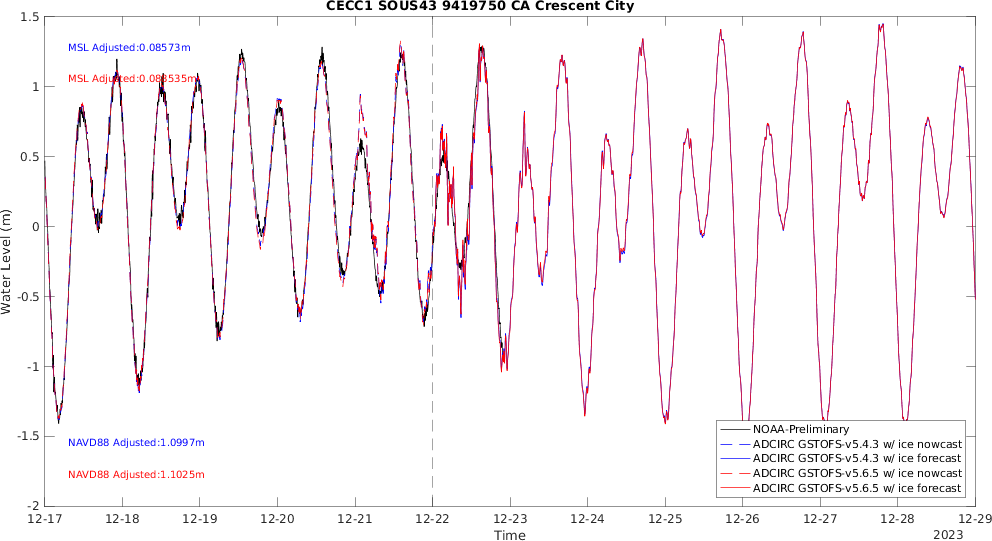 CECC1 SOUS43 9419750 CA Crescent City
1.5
1
0.5
0
-0.5
-1
-1.5
-2
Water Level (m)
MSL Adjusted:0.08573m
MSL Adjusted:0.083535m
NAVD88 Adjusted:1.0997m
NAVD88 Adjusted:1.1025m
NOAA-Preliminary
ADCIRC GSTOFS-v5.4.3 w/ ice nowcast
ADCIRC GSTOFS-v5.4.3 w/ ice forecast
ADCIRC GSTOFS-v5.6.5 w/ ice nowcast
ADCIRC GSTOFS-v5.6.5 w/ ice forecast
12-17 12-18 12-19 12-20 12-21 12-22 12-23 12-24 12-25 12-26 12-27 12-28 12-29
Time
2023